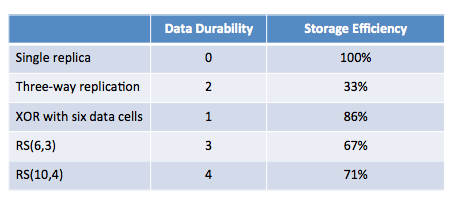 Data Durability Storage Efficiency
Single replica 0 100%
Three-way replication 2 33%
XOR with six data cells 1 86%
RS(6,3) 3 67%
RS(10,4) 4 71%